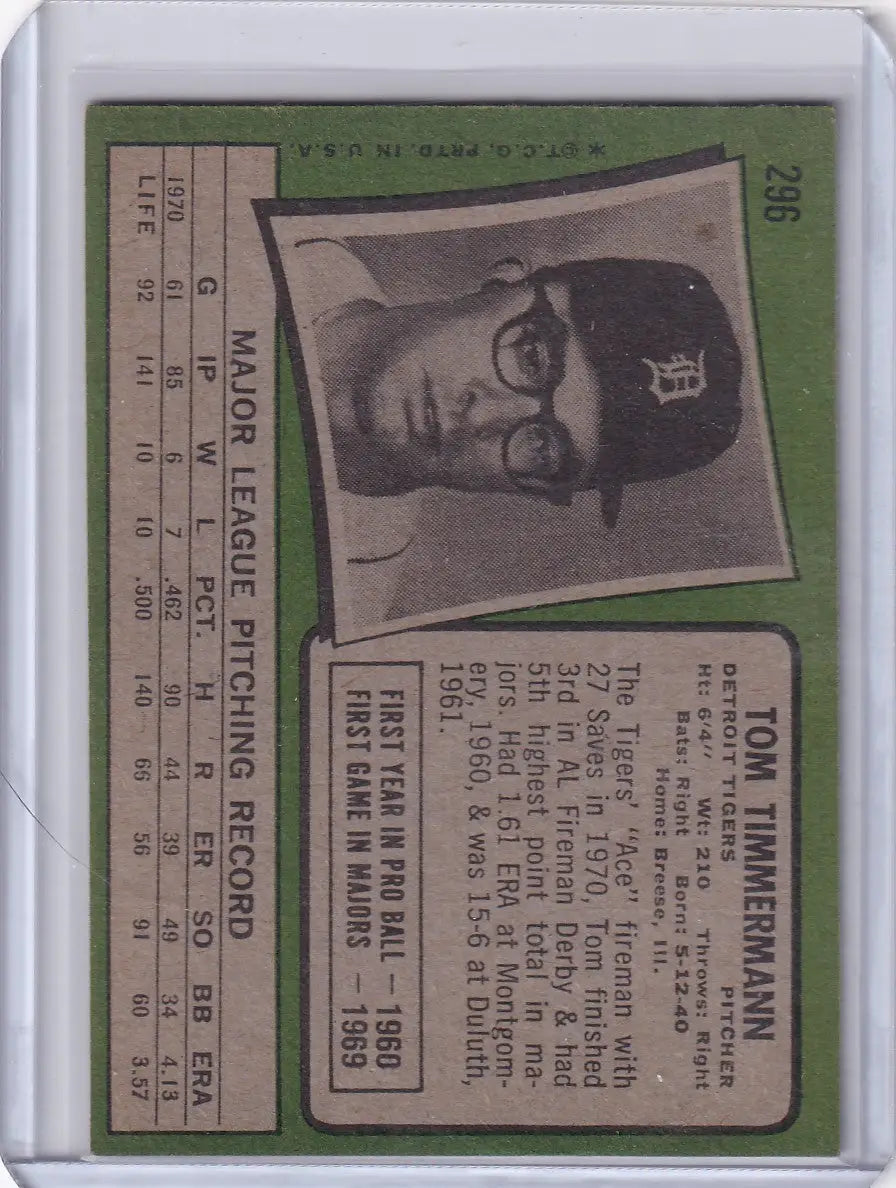 296
*©T.C.G. PRTD. IN U.S.A.
D
TOM TIMMERMANN
DETROIT TIGERS PITCHER
Ht: 6'4" Wt: 210 Throws: Right
Bats: Right Born: 5-12-40
Home: Breese, Ill.
The Tigers' "Ace" fireman with
27 Saves in 1970, Tom finished
3rd in AL Fireman Derby & had
5th highest point total in ma-
jors. Had 1.61 ERA at Montgom-
ery, 1960, & was 15-6 at Duluth,
1961.
FIRST YEAR IN PRO BALL — 1960
FIRST GAME IN MAJORS — 1969
MAJOR LEAGUE PITCHING RECORD
G IP W L PCT. H R ER SO BB ERA
1970 61 85 6 7 .462 90 44 39 49 34 4.13
LIFE 92 141 10 10 .500 140 66 56 91 60 3.57